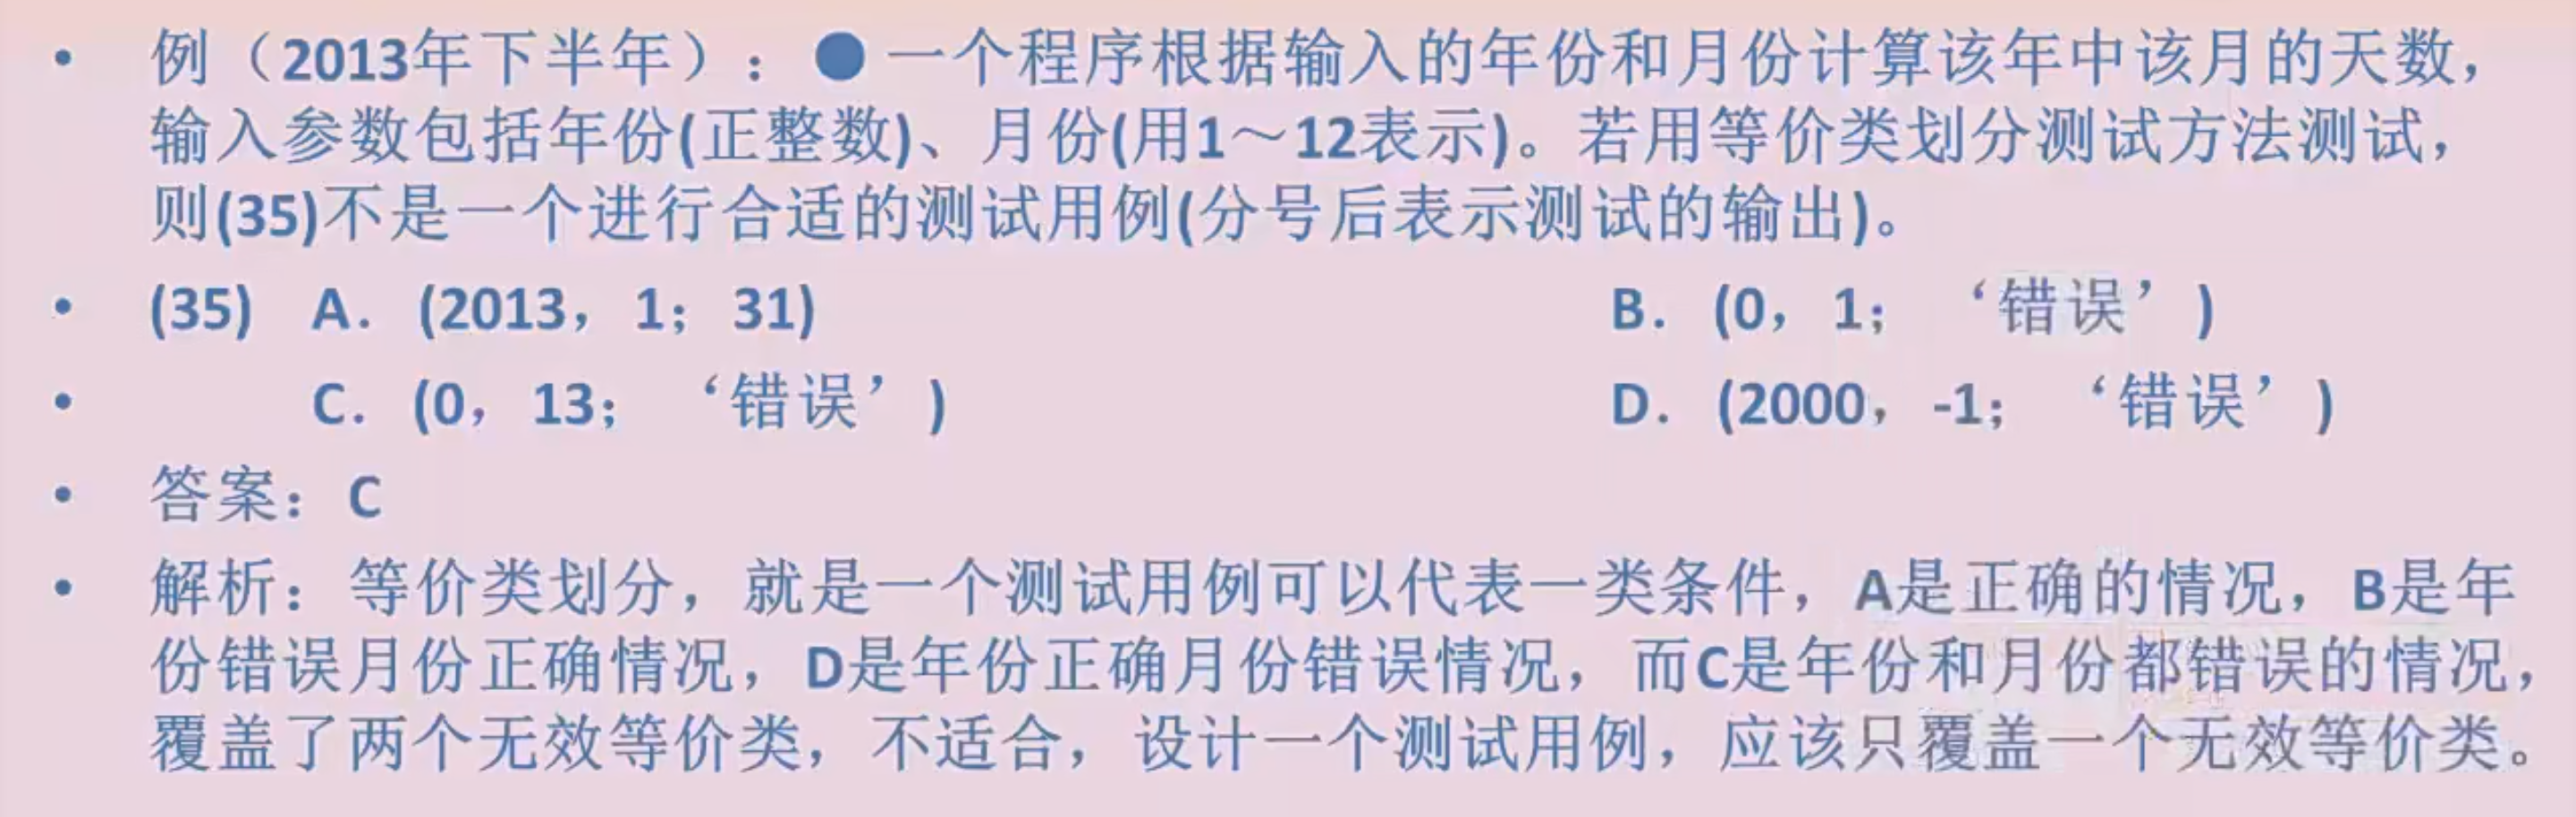 • 例（2013年下半年）：● 一个程序根据输入的年份和月份计算该年中该月的天数，
输入参数包括年份(正整数)、月份(用1～12表示)。若用等价类划分测试方法测试，
则(35)不是一个进行合适的测试用例(分号后表示测试的输出)。
• (35) A．(2013，1；31) B．(0，1；‘错误’)
• C．(0，13；‘错误’) D．(2000，-1；‘错误’)
• 答案：C
• 解析：等价类划分，就是一个测试用例可以代表一类条件，A是正确的情况，B是年
份错误月份正确情况，D是年份正确月份错误情况，而C是年份和月份都错误的情况，
覆盖了两个无效等价类，不适合，设计一个测试用例，应该只覆盖一个无效等价类。